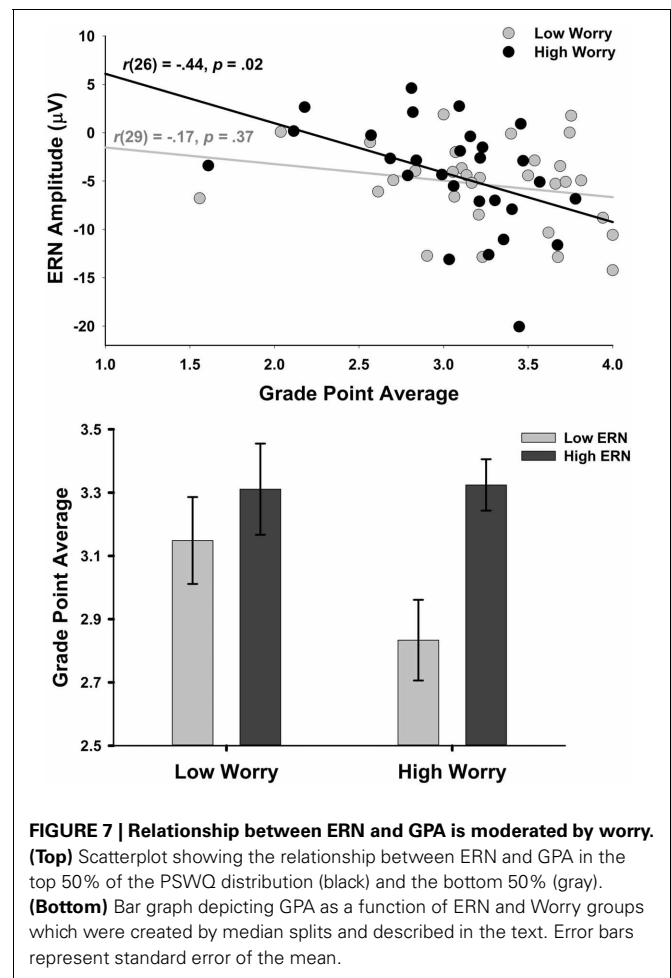 Low Worry
High Worry
r(26) = -.44, p = .02
r(29) = -.17, p = .37
ERN Amplitude (μV)
10
5
0
-5
-10
-15
-20
1.0 1.5 2.0 2.5 3.0 3.5 4.0
Grade Point Average
Low ERN
High ERN
Grade Point Average
3.5
3.3
3.1
2.9
2.7
2.5
Low Worry High Worry
FIGURE 7 | Relationship between ERN and GPA is moderated by worry.
(Top) Scatterplot showing the relationship between ERN and GPA in the
top 50% of the PSWQ distribution (black) and the bottom 50% (gray).
(Bottom) Bar graph depicting GPA as a function of ERN and Worry groups
which were created by median splits and described in the text. Error bars
represent standard error of the mean.